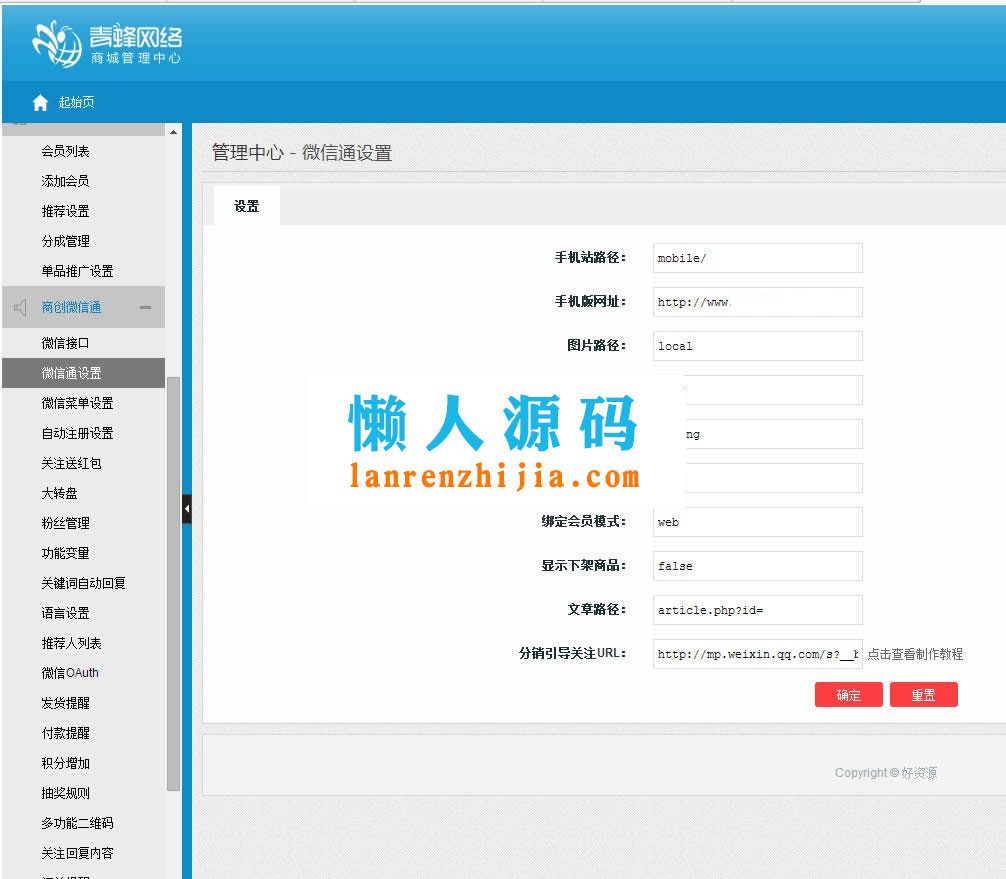 青蜂网络
商城管理中心
起始页
会员列表
添加会员
推荐设置
分成管理
单品推广设置
商创微信通
微信接口
微信通设置
微信菜单设置
自动注册设置
关注送红包
大转盘
粉丝管理
功能变量
关键词自动回复
语言设置
推荐人列表
微信OAuth
发货提醒
付款提醒
积分增加
抽奖规则
多功能二维码
关注回复内容
管理中心 - 微信通设置
设置
手机站路径： mobile/
手机版网址： http://www.
图片路径： local
ng
懒人源码
lanrenzhijia.com
绑定会员模式： web
显示下架商品： false
文章路径： article.php?id=
分销引导关注URL： http://mp.weixin.qq.com/s?__b 点击查看制作教程
确定 重置
Copyright © 好资源